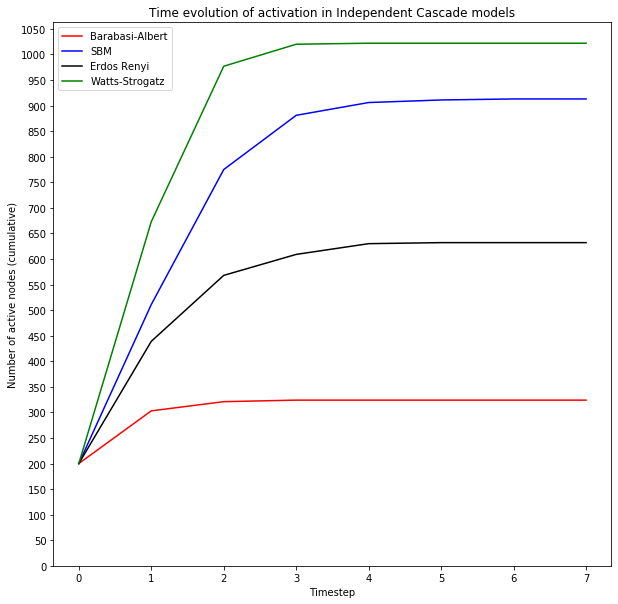 Time evolution of activation in Independent Cascade models
Barabasi-Albert
SBM
Erdos Renyi
Watts-Strogatz
Number of active nodes (cumulative)
1050
1000
950
900
850
800
750
700
650
600
550
500
450
400
350
300
250
200
150
100
50
0
0 1 2 3 4 5 6 7
Timestep